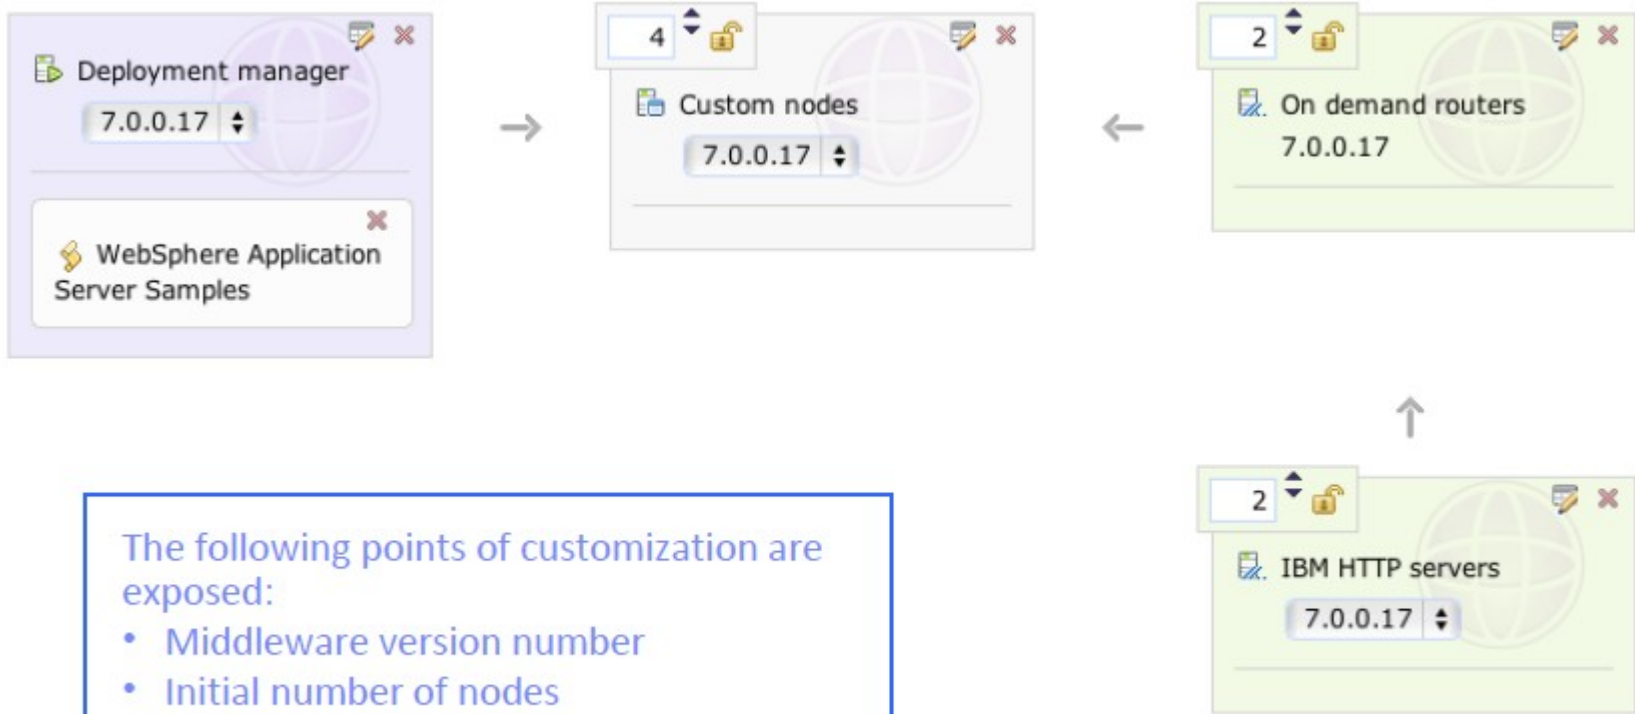 Deployment manager
7.0.0.17
WebSphere Application
Server Samples
4
Custom nodes
7.0.0.17
2
On demand routers
7.0.0.17
2
IBM HTTP servers
7.0.0.17
The following points of customization are
exposed:
• Middleware version number
• Initial number of nodes